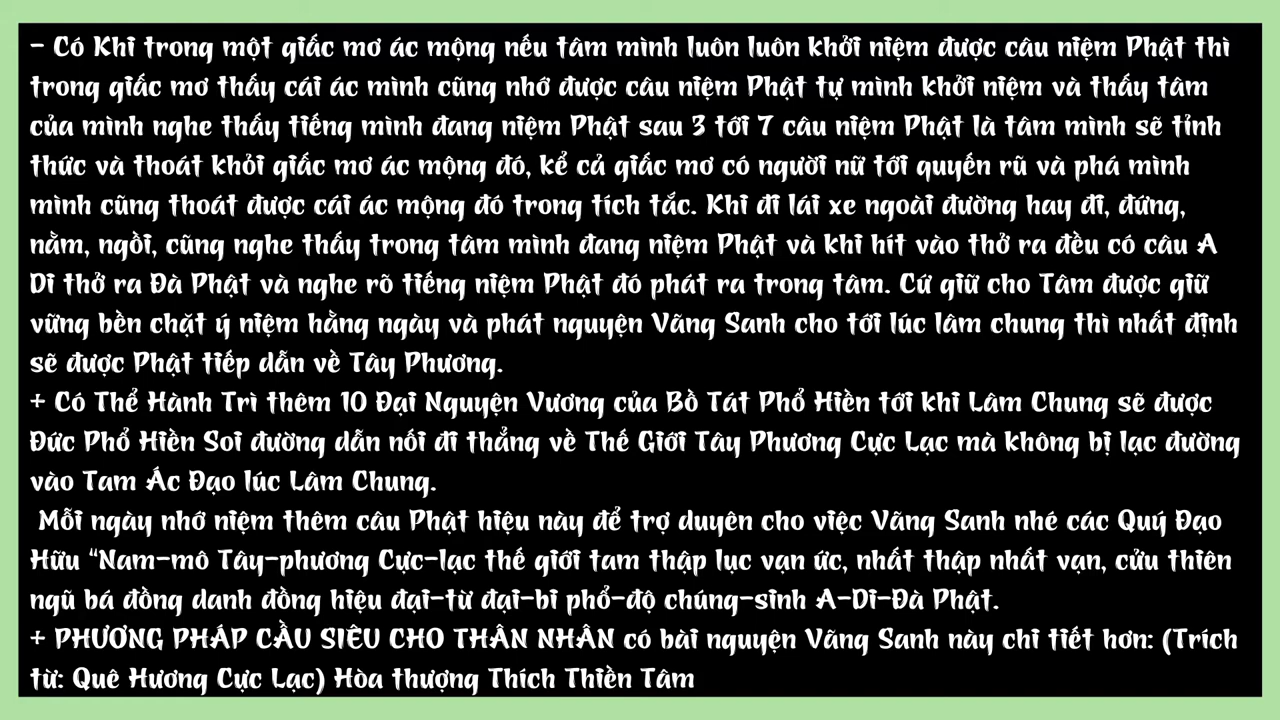 - Có Khi trong một giấc mơ ác mộng nếu tâm mình luôn luôn khởi niệm được câu niệm Phật thì
trong giấc mơ thấy cái ác mình cũng nhớ được câu niệm Phật tự mình khởi niệm và thấy tâm
của mình nghe thấy tiếng mình đang niệm Phật sau 3 tới 7 câu niệm Phật là tâm mình sẽ tỉnh
thức và thoát khỏi giấc mơ ác mộng đó, kể cả giấc mơ có người nữ tới quyến rũ và phá mình
mình cũng thoát được cái ác mộng đó trong tích tắc. Khi đi lái xe ngoài đường hay đi, đứng,
nằm, ngồi, cũng nghe thấy trong tâm mình đang niệm Phật và khi hít vào thở ra đều có câu A
Di thở ra Đà Phật và nghe rõ tiếng niệm Phật đó phát ra trong tâm. Cứ giữ cho Tâm được giữ
vững bền chặt ý niệm hằng ngày và phát nguyện Vãng Sanh cho tới lúc lâm chung thì nhất định
sẽ được Phật tiếp dẫn về Tây Phương.
+ Có Thể Hành Trì thêm 10 Đại Nguyện Vương của Bồ Tát Phổ Hiền tới khi Lâm Chung sẽ được
Đức Phổ Hiền Soi đường dẫn nối đi thẳng về Thế Giới Tây Phương Cực Lạc mà không bị lạc đường
vào Tam Ác Đạo lúc Lâm Chung.
Mỗi ngày nhớ niệm thêm câu Phật hiệu này để trợ duyên cho việc Vãng Sanh nhé các Quý Đạo
Hữu “Nam-mô Tây-phương Cực-lạc thế giới tam thập lục vạn ức, nhất thập nhất vạn, cửu thiên
ngũ bá đồng danh đồng hiệu đại-từ đại-bi phổ-độ chúng-sinh A-Di-Đà Phật.
+ PHƯƠNG PHÁP CẦU SIÊU CHO THÂN NHÂN có bài nguyện Vãng Sanh này chi tiết hơn: (Trích
từ: Quê Hương Cực Lạc) Hòa thượng Thích Thiền Tâm